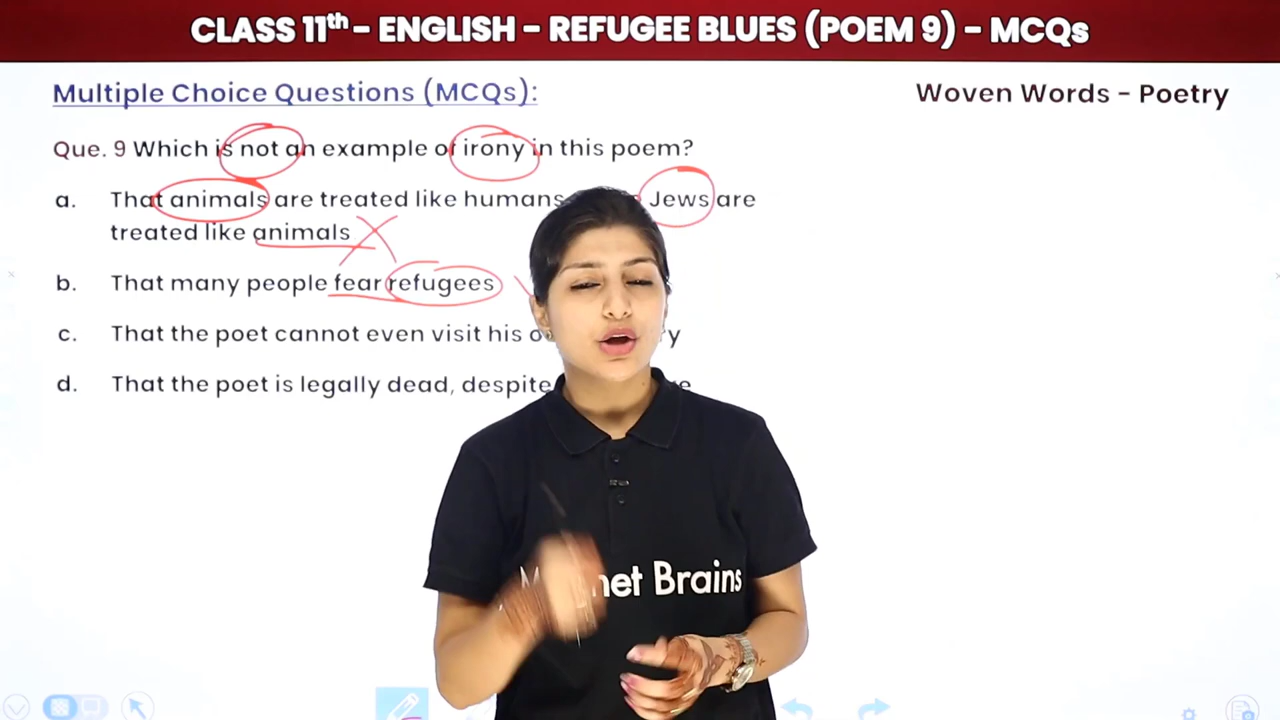 CLASS 11th - ENGLISH - REFUGEE BLUES (POEM 9) - MCQs
Multiple Choice Questions (MCQs):
Woven Words - Poetry
Que. 9 Which is not an example of irony in this poem?
a. That animals are treated like humans Jews are
treated like animals
b. That many people fear refugees
c. That the poet cannot even visit his
d. That the poet is legally dead, despite
Brains